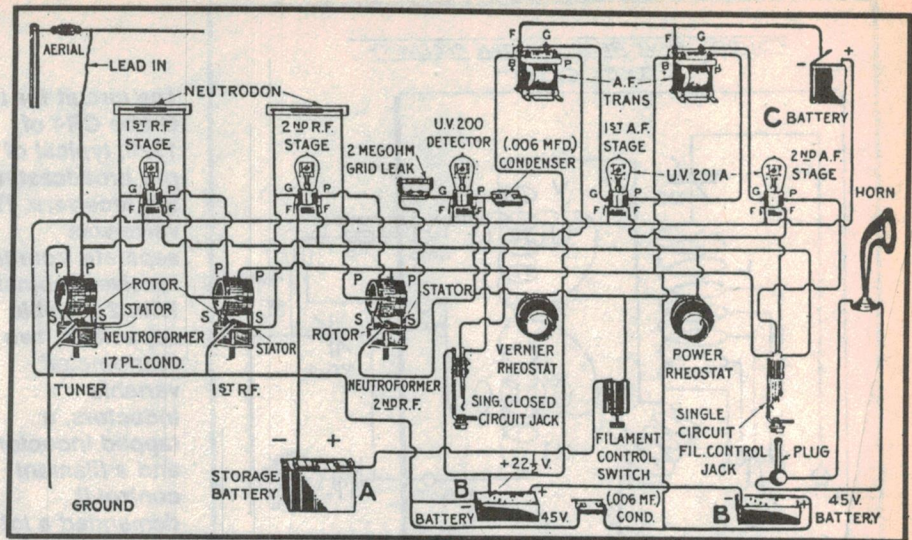 AERIAL
LEAD IN
NEUTRODON
1ST R.F.
STAGE
2ND R.F.
STAGE
2 MEGOHM
GRID LEAK
U.V. 200
DETECTOR
(.006 MFD.)
CONDENSER
F G
B P
A.F.
TRANS
F G
B P
1ST A.F.
STAGE
U.V. 201A
- +
C BATTERY
2ND A.F.
STAGE
HORN
G P
F F
G P
F F
G P
F F
G P
F F
G P
F F
P P
ROTOR
S S
STATOR
NEUTROFORMER
17 PL. COND.
TUNER
P P
S S
STATOR
1ST R.F.
P P
STATOR
S S
ROTOR
NEUTROFORMER
2ND R.F.
VERNIER
RHEOSTAT
SING. CLOSED
CIRCUIT JACK
FILAMENT
CONTROL
SWITCH
POWER
RHEOSTAT
SINGLE
CIRCUIT
FIL. CONTROL
JACK
PLUG
- +
STORAGE
BATTERY A
GROUND
+22½ V.
B
- +
BATTERY 45V.
(.006 MF.)
COND.
B
- +
45V.
BATTERY